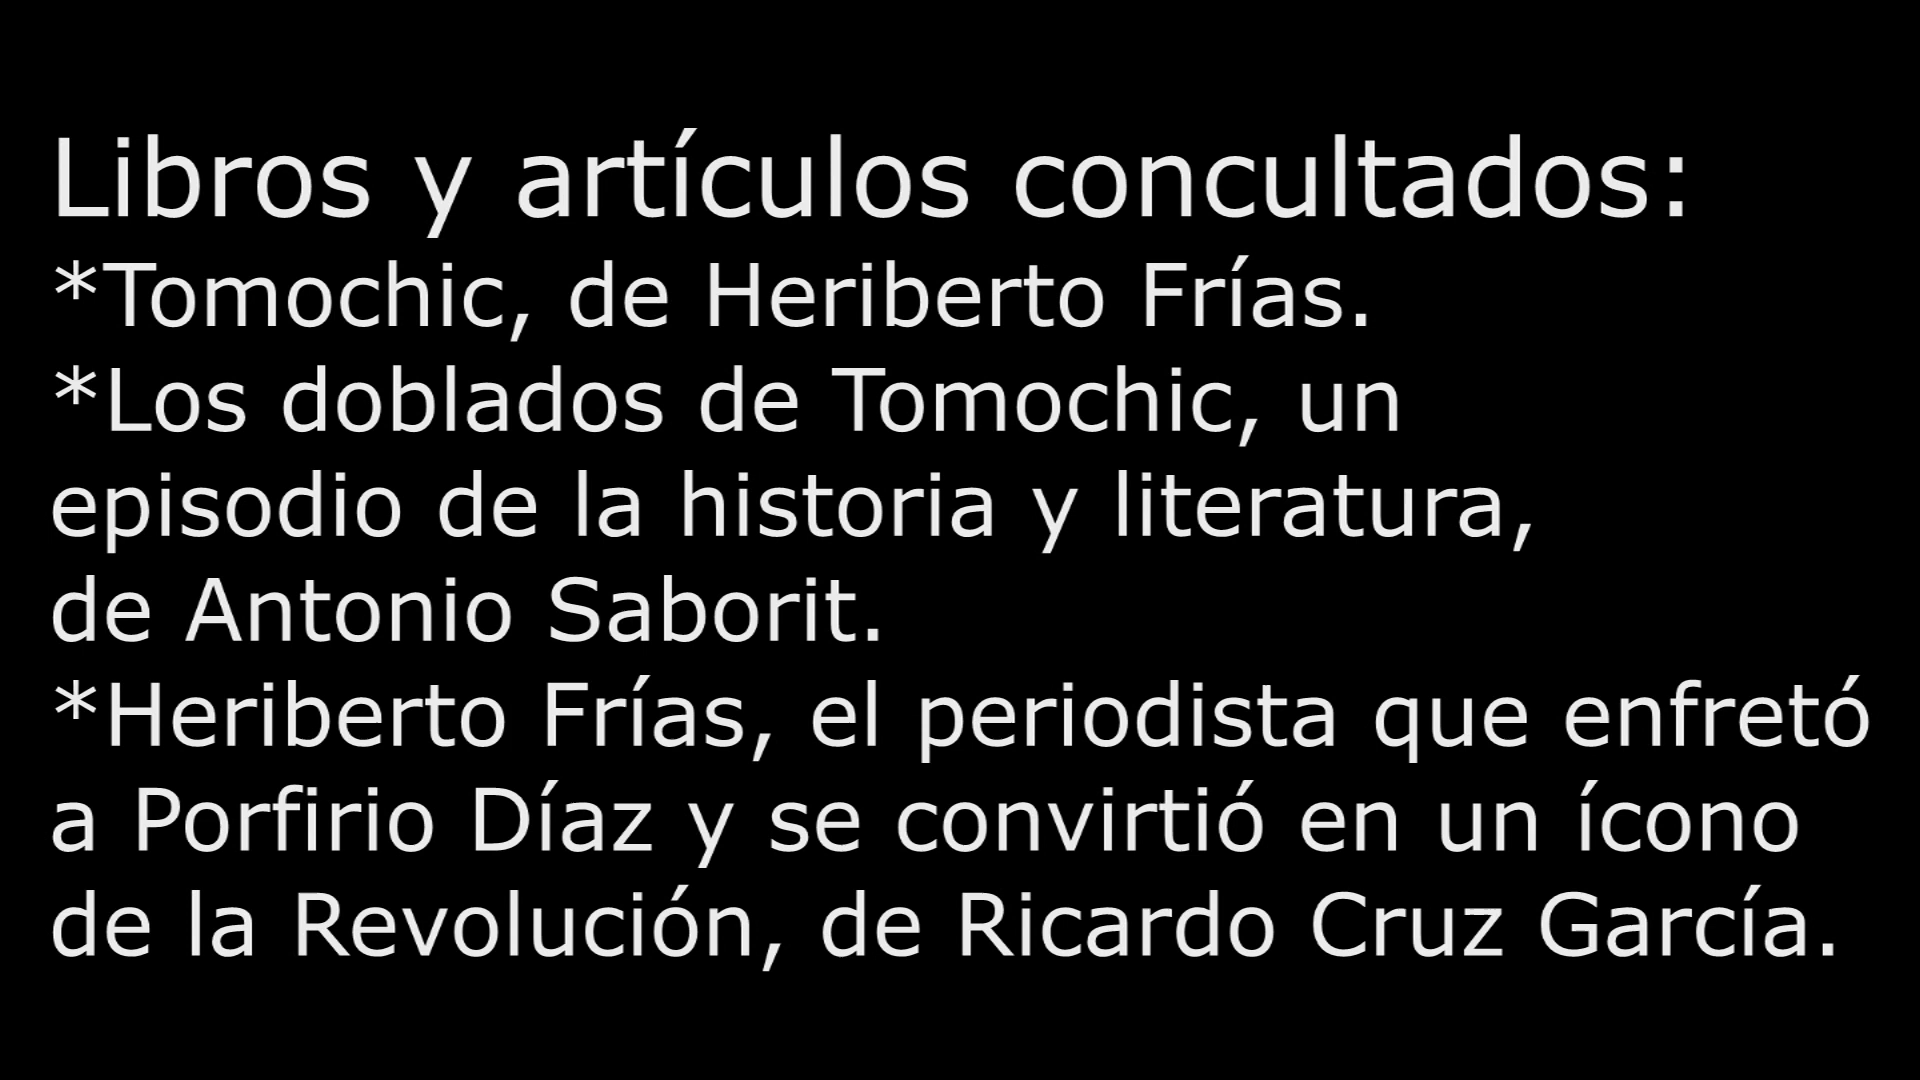 Libros y artículos concultados:
*Tomochic, de Heriberto Frías.
*Los doblados de Tomochic, un
episodio de la historia y literatura,
de Antonio Saborit.
*Heriberto Frías, el periodista que enfretó
a Porfirio Díaz y se convirtió en un ícono
de la Revolución, de Ricardo Cruz García.